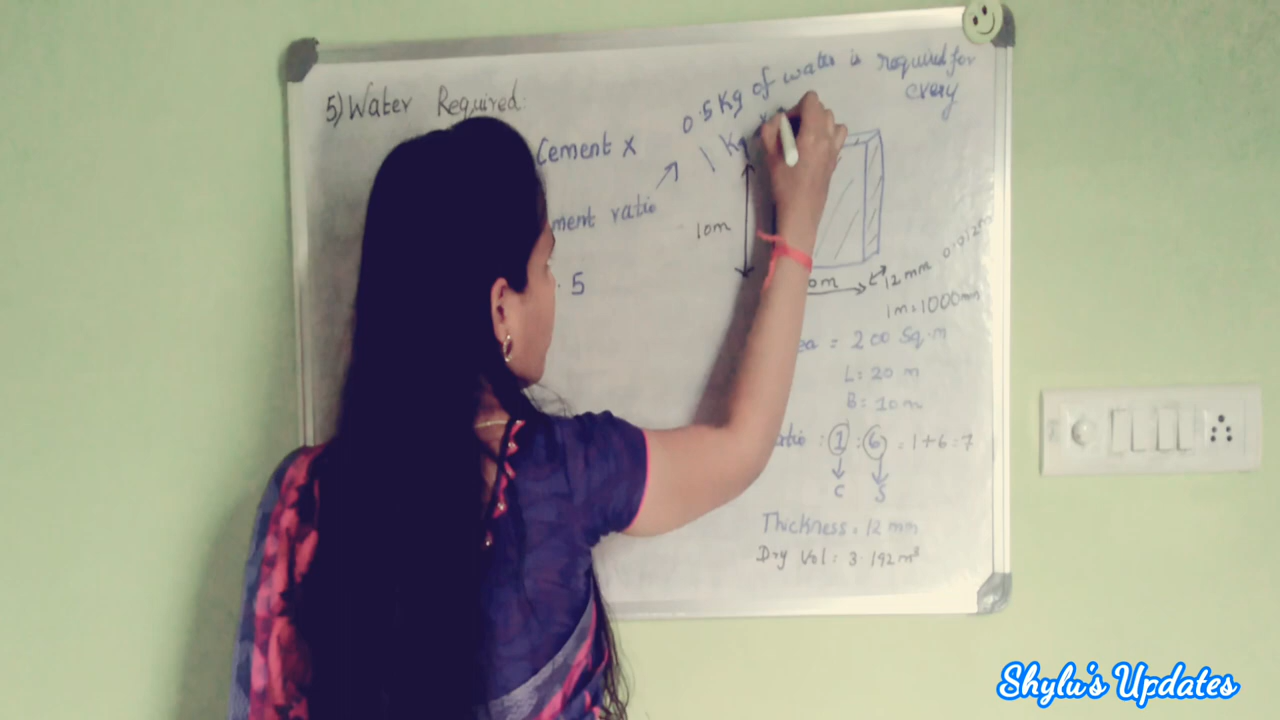 5) Water Required:
Cement x
ment ratio
. 5
0.5 Kg of water is required for
every
1 Kg
10m
0m
12 mm 0.012m
1m=1000mm
ea = 200 Sq.m
L: 20 m
B: 10 m
atio : 1 : 6 = 1+6=7
C S
Thickness = 12 mm
Dry Vol: 3.192m³
Shylu's Updates